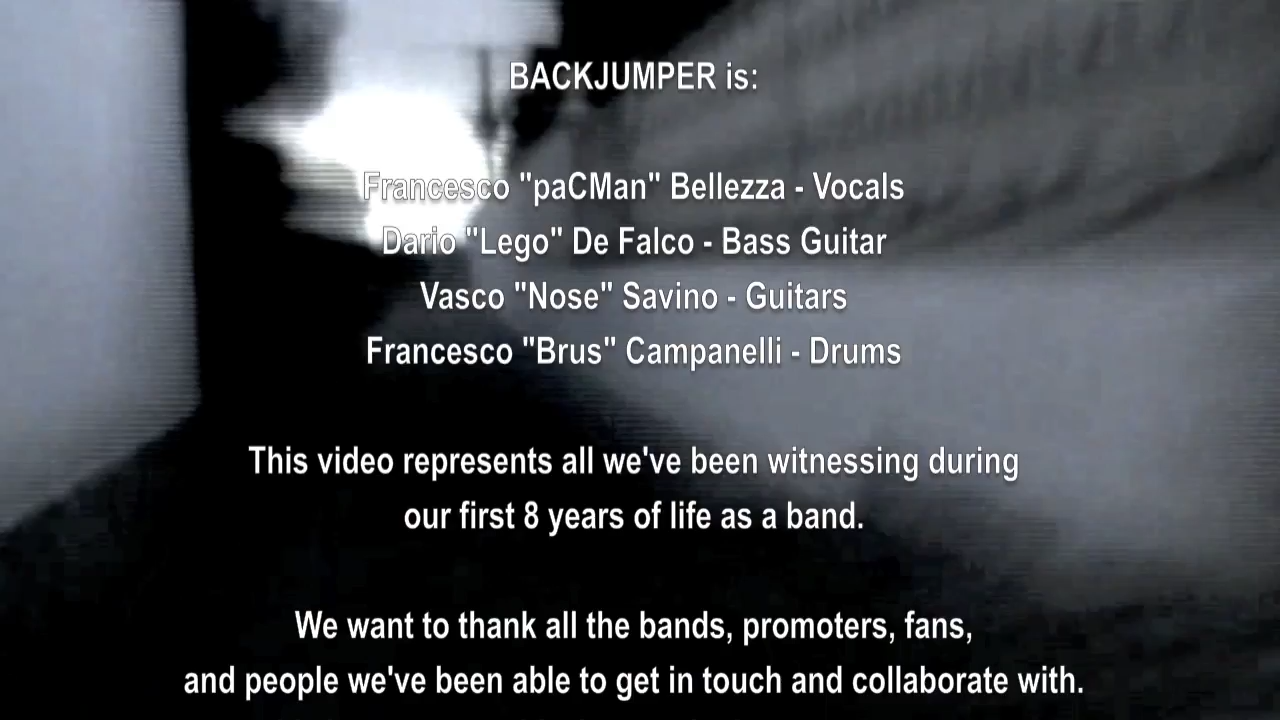 BACKJUMPER is:
Francesco "paCMan" Bellezza - Vocals
Dario "Lego" De Falco - Bass Guitar
Vasco "Nose" Savino - Guitars
Francesco "Brus" Campanelli - Drums
This video represents all we've been witnessing during
our first 8 years of life as a band.
We want to thank all the bands, promoters, fans,
and people we've been able to get in touch and collaborate with.